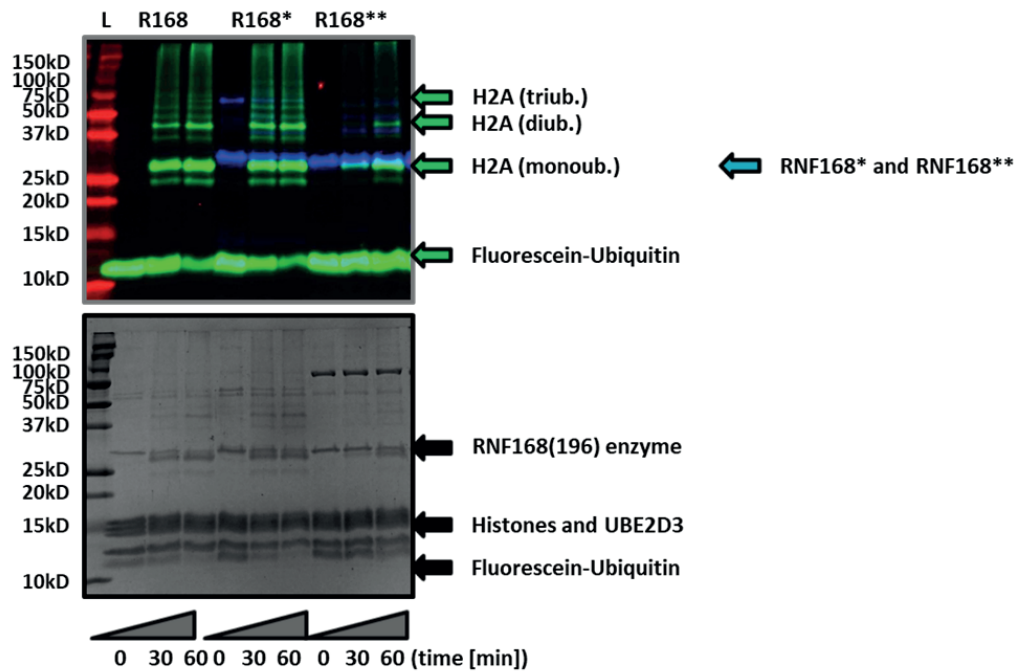 L R168 R168* R168**
150kD
100kD
75kD
50kD
37kD
25kD
20kD
15kD
10kD
H2A (triub.)
H2A (diub.)
H2A (monoub.)
RNF168* and RNF168**
Fluorescein-Ubiquitin
150kD
100kD
75kD
50kD
37kD
25kD
20kD
15kD
10kD
RNF168(196) enzyme
Histones and UBE2D3
Fluorescein-Ubiquitin
0 30 60 0 30 60 0 30 60 (time [min])